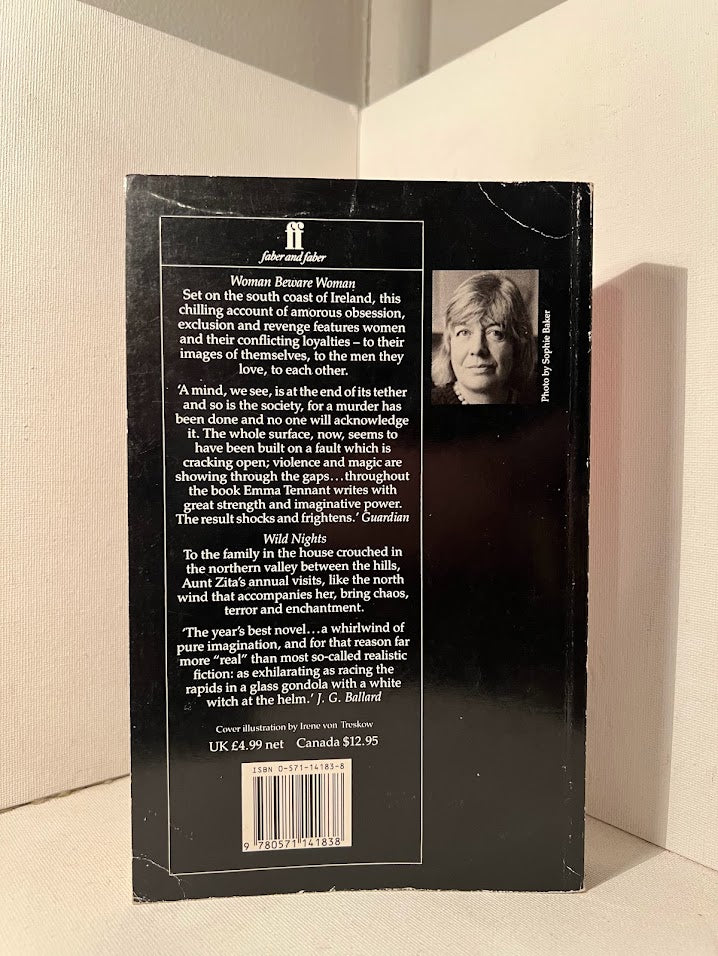 ff
faber and faber
Woman Beware Woman
Set on the south coast of Ireland, this
chilling account of amorous obsession,
exclusion and revenge features women
and their conflicting loyalties – to their
images of themselves, to the men they
love, to each other.
‘A mind, we see, is at the end of its tether
and so is the society, for a murder has
been done and no one will acknowledge
it. The whole surface, now, seems to
have been built on a fault which is
cracking open; violence and magic are
showing through the gaps…throughout
the book Emma Tennant writes with
great strength and imaginative power.
The result shocks and frightens.’ Guardian
Wild Nights
To the family in the house crouched in
the northern valley between the hills,
Aunt Zita’s annual visits, like the north
wind that accompanies her, bring chaos,
terror and enchantment.
‘The year’s best novel…a whirlwind of
pure imagination, and for that reason far
more “real” than most so-called realistic
fiction: as exhilarating as racing the
rapids in a glass gondola with a white
witch at the helm.’ J. G. Ballard
Cover illustration by Irene von Treskow
UK £4.99 net Canada $12.95
ISBN 0-571-14183-8
9 780571 141838
Photo by Sophie Baker